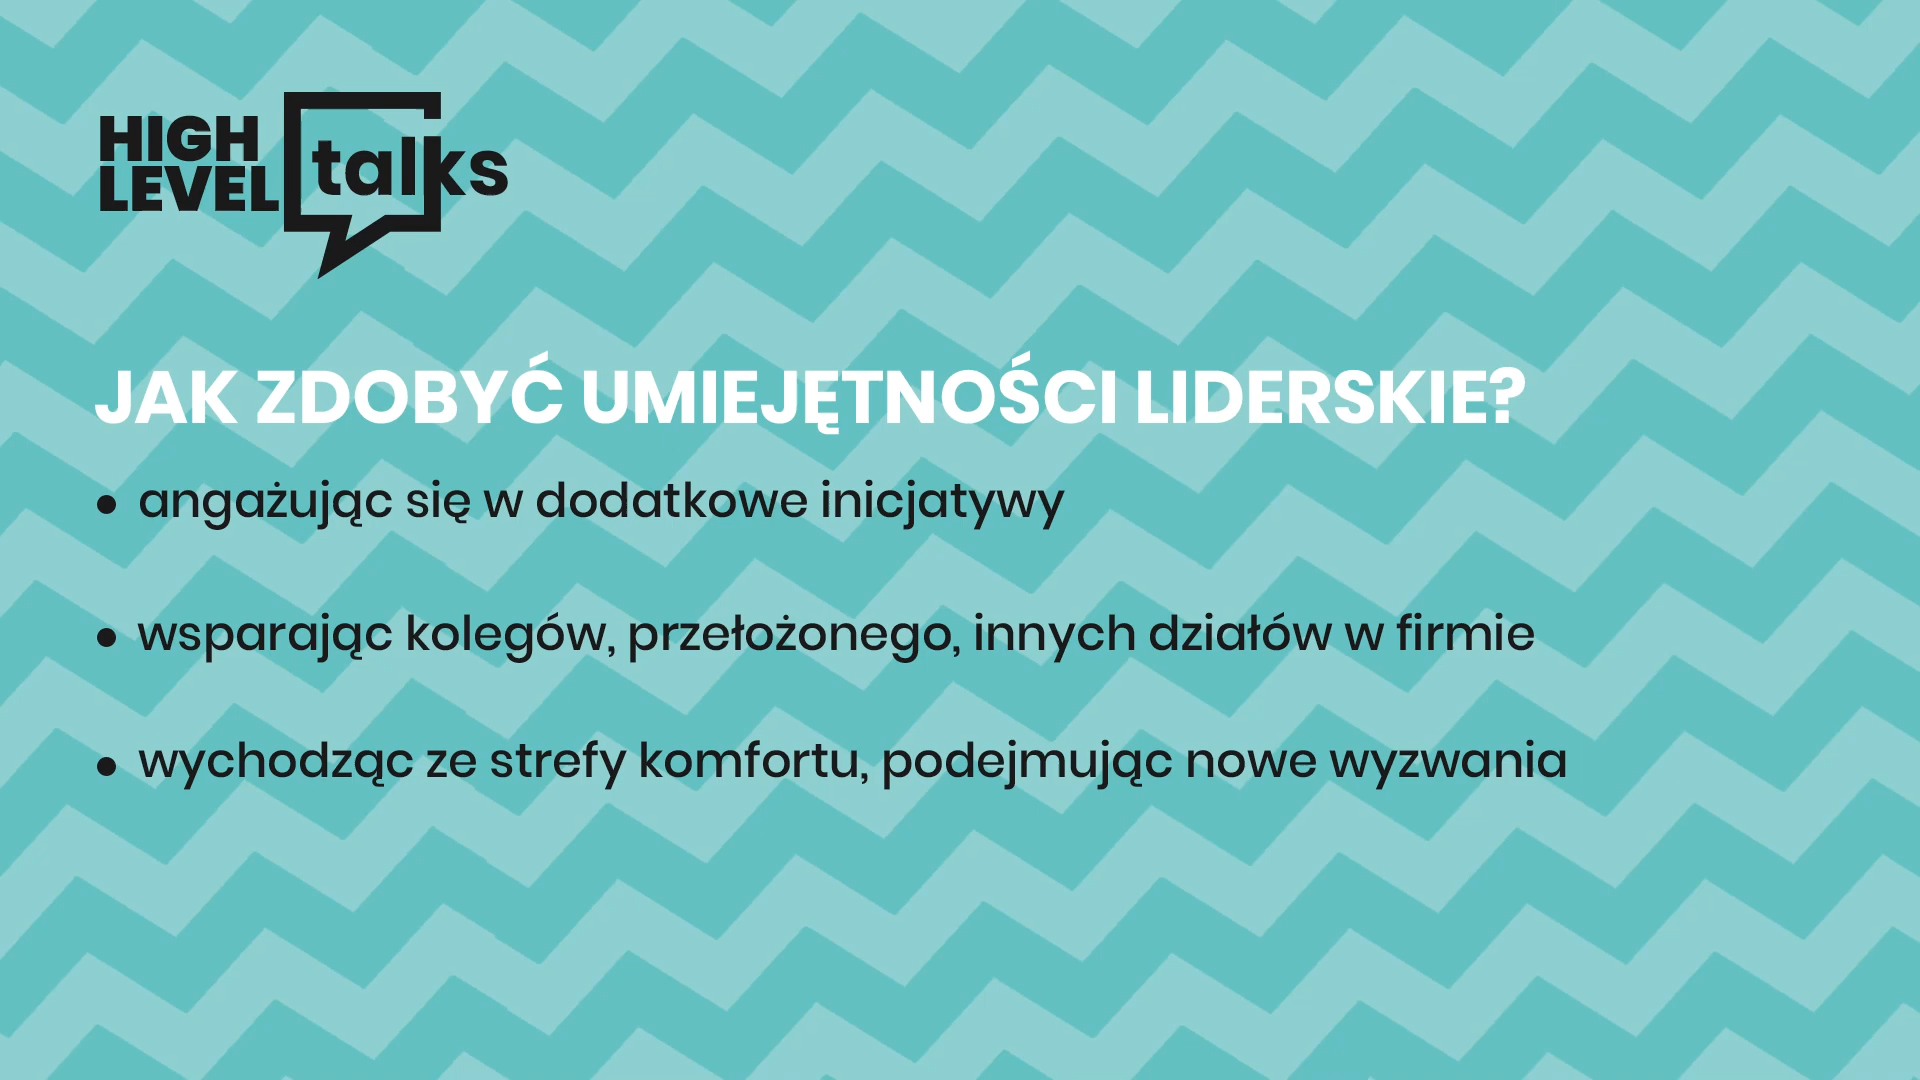 HIGH
LEVEL
talks
JAK ZDOBYĆ UMIEJĘTNOŚCI LIDERSKIE?
• angażując się w dodatkowe inicjatywy
• wsparając kolegów, przełożonego, innych działów w firmie
• wychodząc ze strefy komfortu, podejmując nowe wyzwania